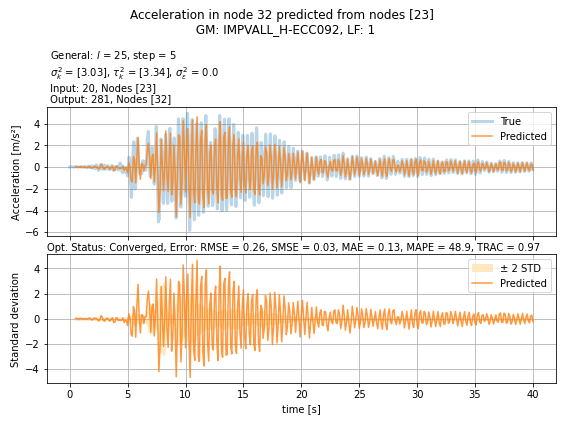 Acceleration in node 32 predicted from nodes [23]
GM: IMPVALL_H-ECC092, LF: 1
General: l = 25, step = 5
σ²ₖ = [3.03], τ²ₖ = [3.34], σ²ε = 0.0
Input: 20, Nodes [23]
Output: 281, Nodes [32]
Acceleration [m/s²]
4
2
0
−2
−4
−6
True
Predicted
Opt. Status: Converged, Error: RMSE = 0.26, SMSE = 0.03, MAE = 0.13, MAPE = 48.9, TRAC = 0.97
Standard deviation
4
2
0
−2
−4
± 2 STD
Predicted
0 5 10 15 20 25 30 35 40
time [s]